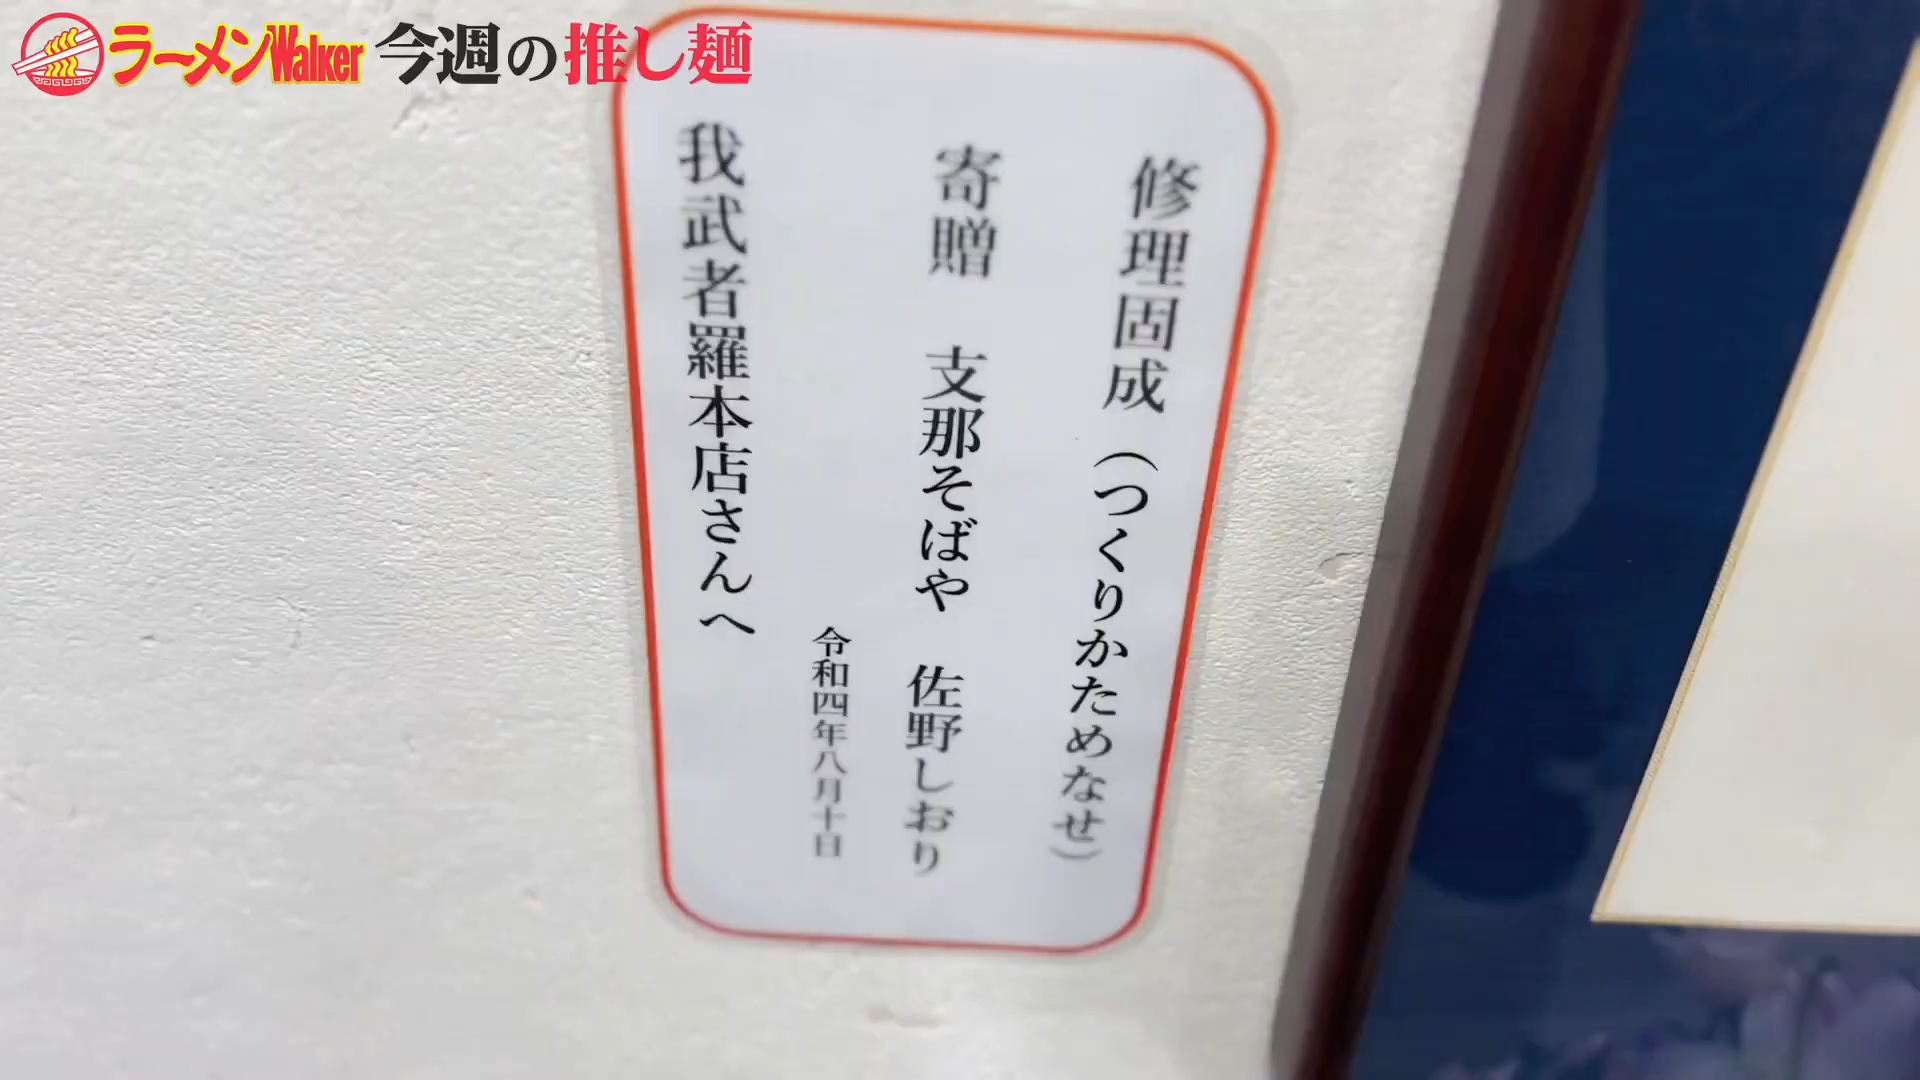 ラーメンWalker 今週の推し麺
修理固成（つくりかためなせ）
寄贈　支那そばや　佐野しおり
令和四年八月十日
我武者羅本店さんへ